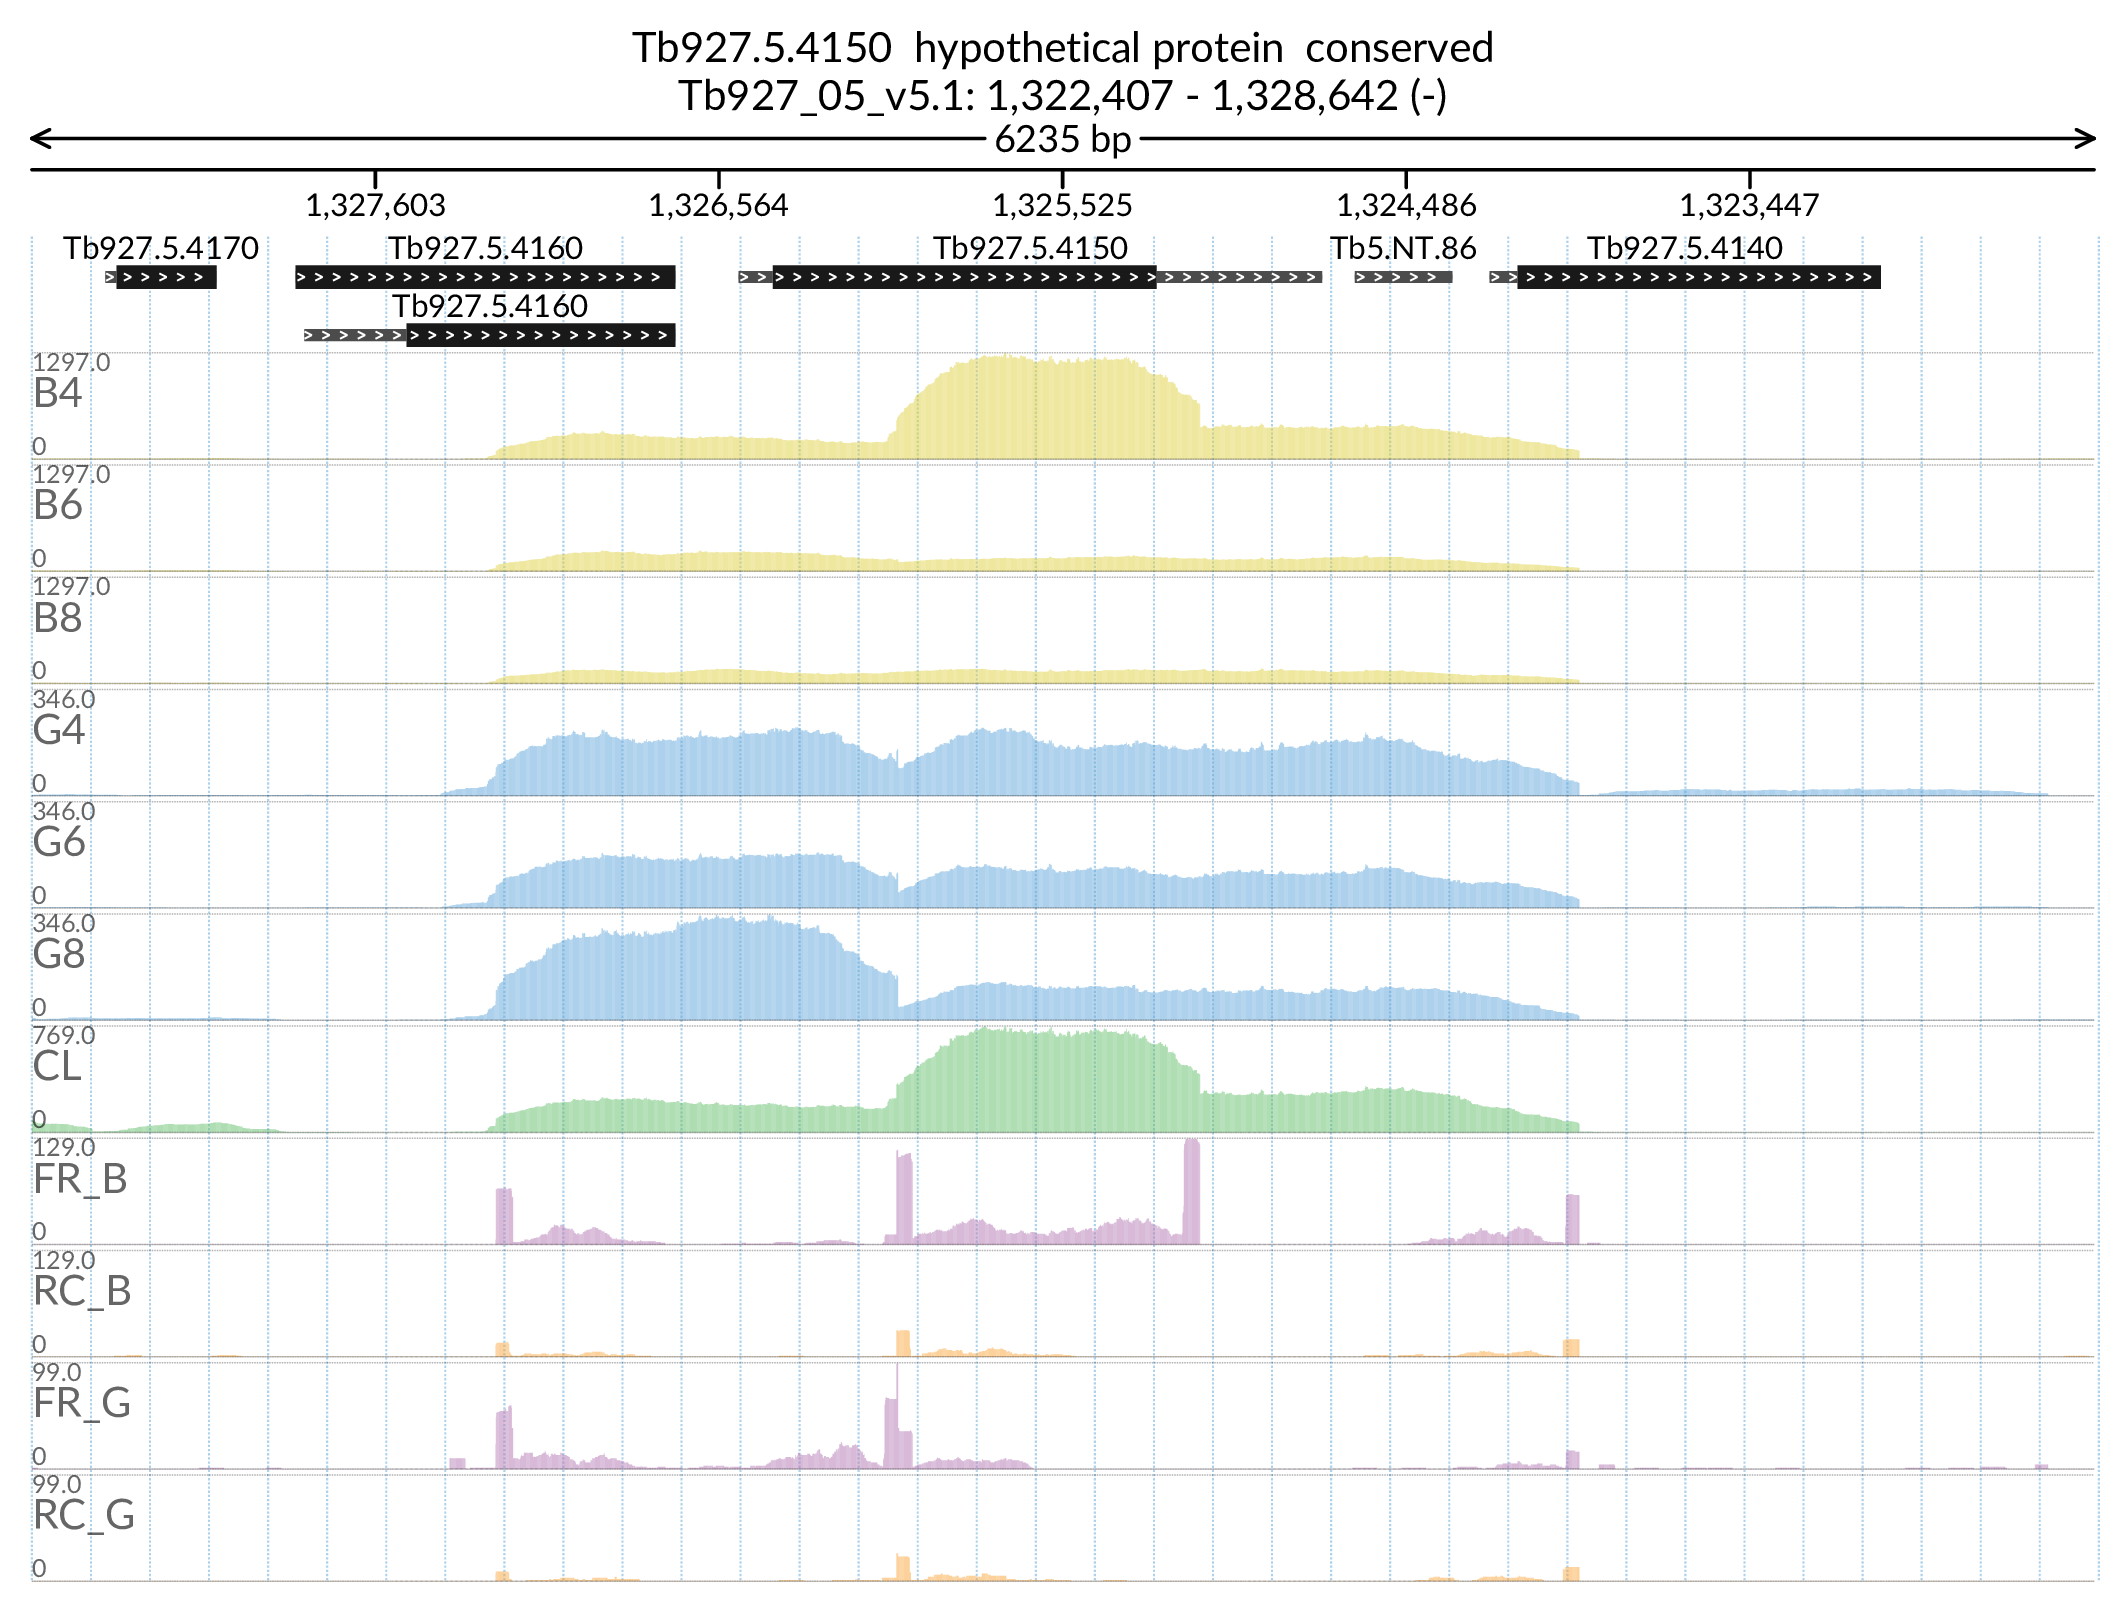 Tb927.5.4150  hypothetical protein  conserved
Tb927_05_v5.1: 1,322,407 - 1,328,642 (-)
6235 bp
1,327,603 1,326,564 1,325,525 1,324,486 1,323,447
Tb927.5.4170 Tb927.5.4160 Tb927.5.4150 Tb5.NT.86 Tb927.5.4140
Tb927.5.4160
1297.0
B4
0
1297.0
B6
0
1297.0
B8
0
346.0
G4
0
346.0
G6
0
346.0
G8
0
769.0
CL
0
129.0
FR_B
0
129.0
RC_B
0
99.0
FR_G
0
99.0
RC_G
0